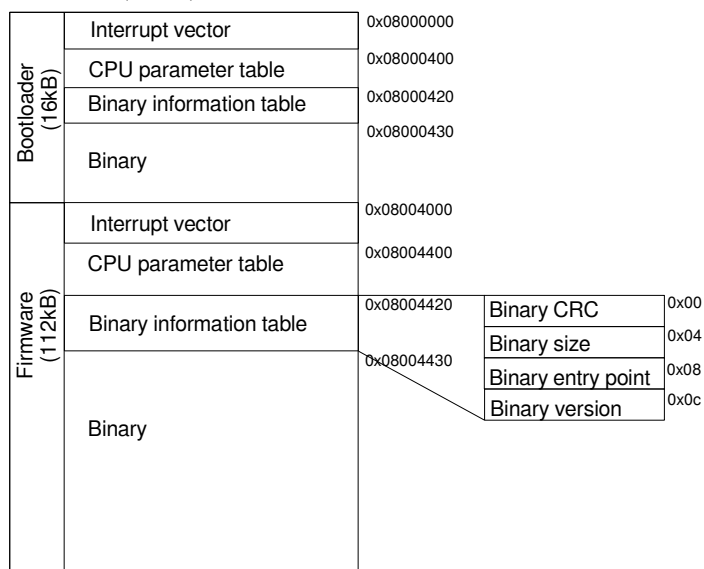 Bootloader
(16kB)
Interrupt vector
0x08000000
CPU parameter table
0x08000400
Binary information table
0x08000420
Binary
0x08000430
Firmware
(112kB)
Interrupt vector
0x08004000
CPU parameter table
0x08004400
Binary information table
0x08004420
Binary
0x08004430
Binary CRC
0x00
Binary size
0x04
Binary entry point
0x08
Binary version
0x0c